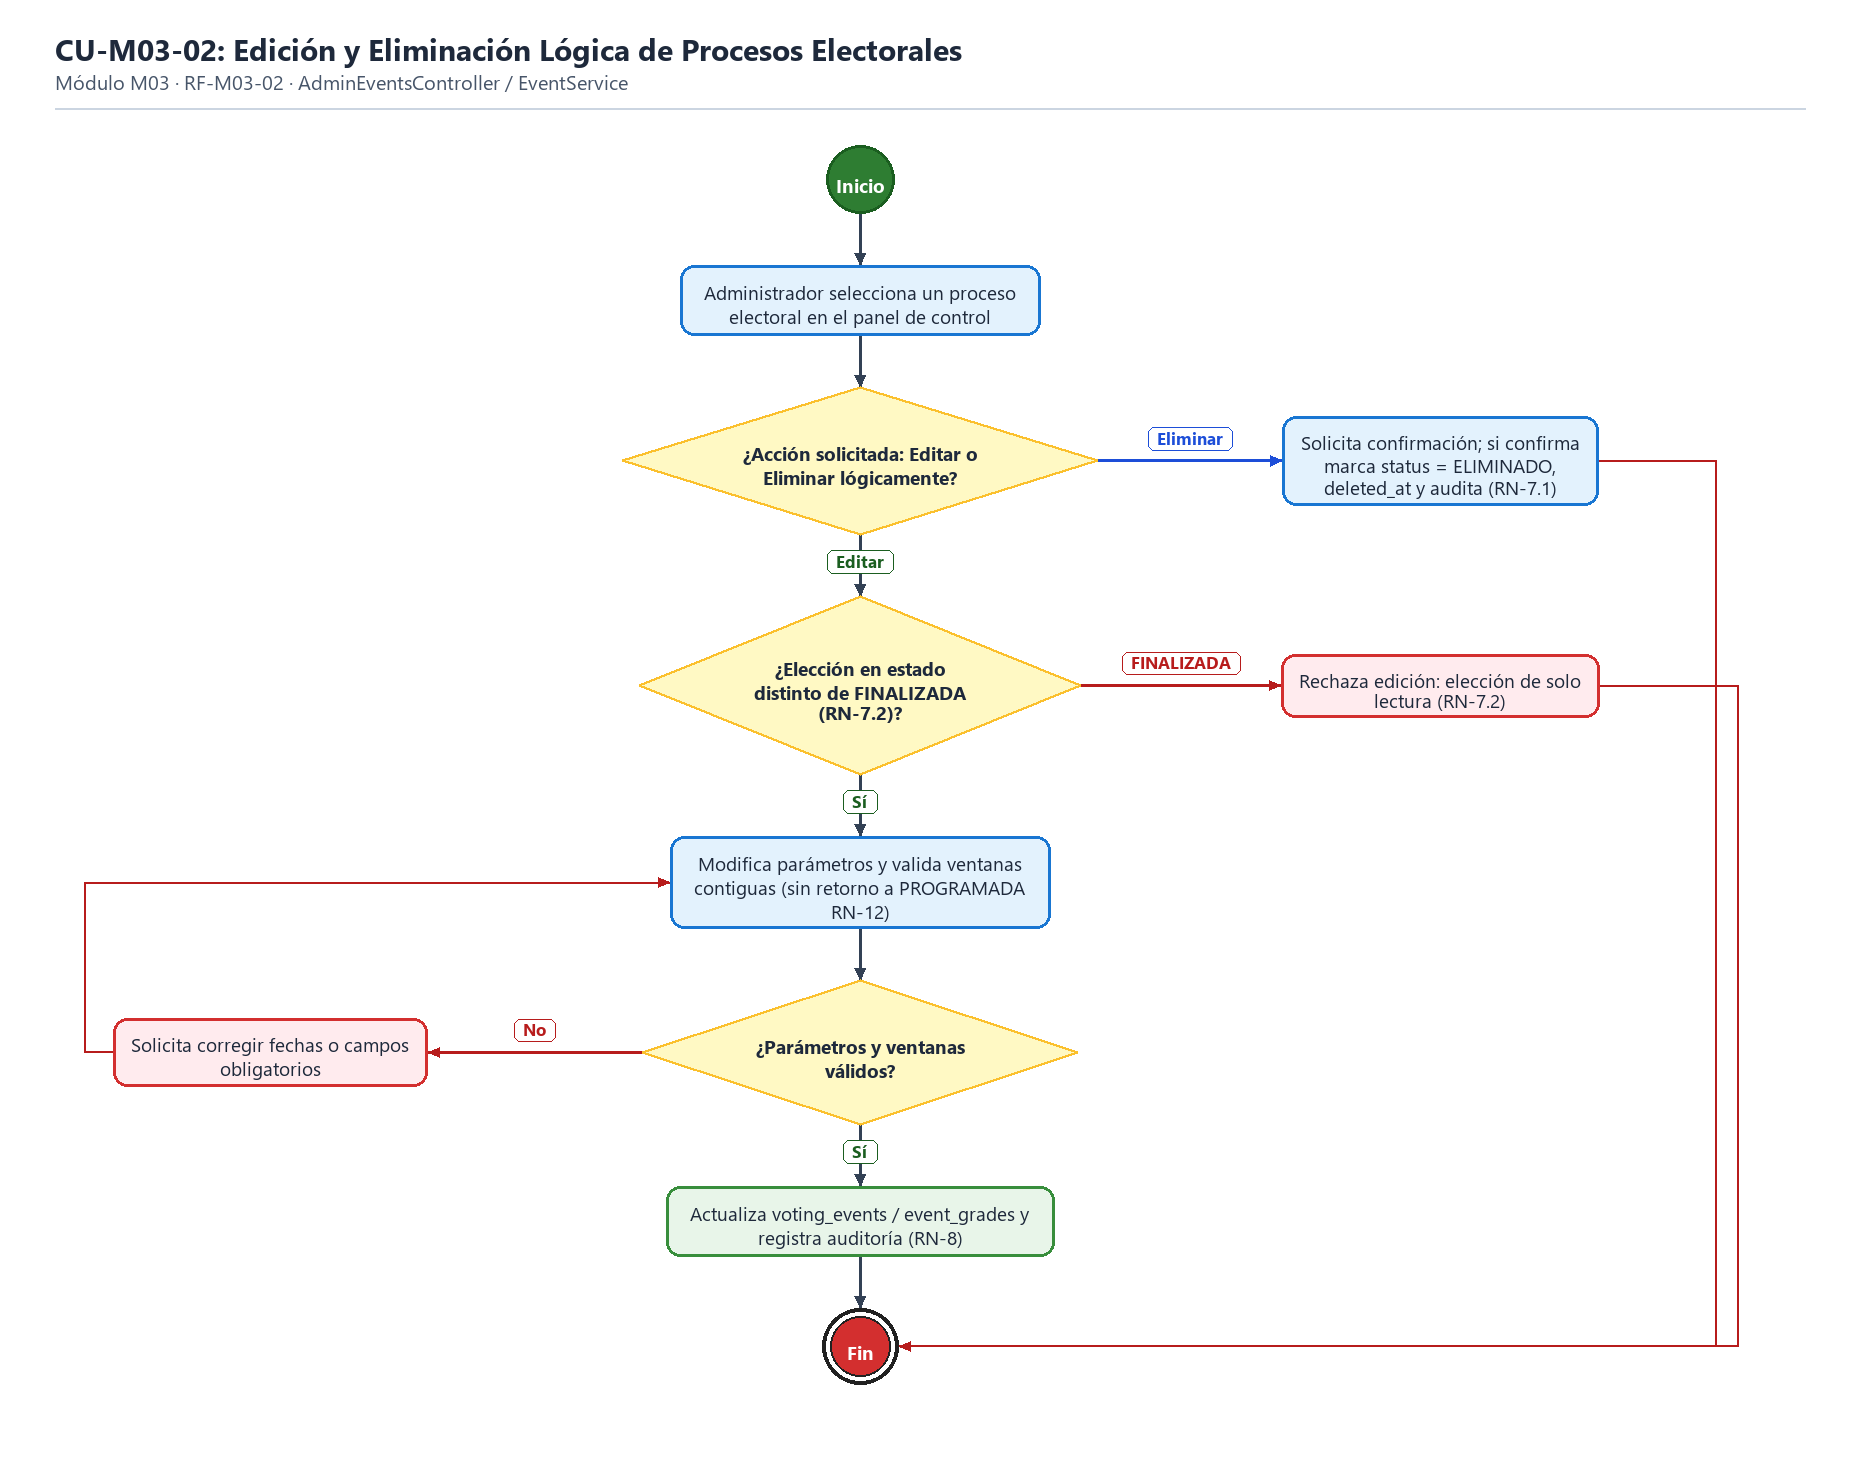 CU-M03-02: Edición y Eliminación Lógica de Procesos Electorales
Módulo M03 · RF-M03-02 · AdminEventsController / EventService
Inicio
Administrador selecciona un proceso
electoral en el panel de control
¿Acción solicitada: Editar o
Eliminar lógicamente?
Eliminar
Solicita confirmación; si confirma
marca status = ELIMINADO,
deleted_at y audita (RN-7.1)
Editar
¿Elección en estado
distinto de FINALIZADA
(RN-7.2)?
FINALIZADA
Rechaza edición: elección de solo
lectura (RN-7.2)
Sí
Modifica parámetros y valida ventanas
contiguas (sin retorno a PROGRAMADA
RN-12)
¿Parámetros y ventanas
válidos?
No
Solicita corregir fechas o campos
obligatorios
Sí
Actualiza voting_events / event_grades y
registra auditoría (RN-8)
Fin